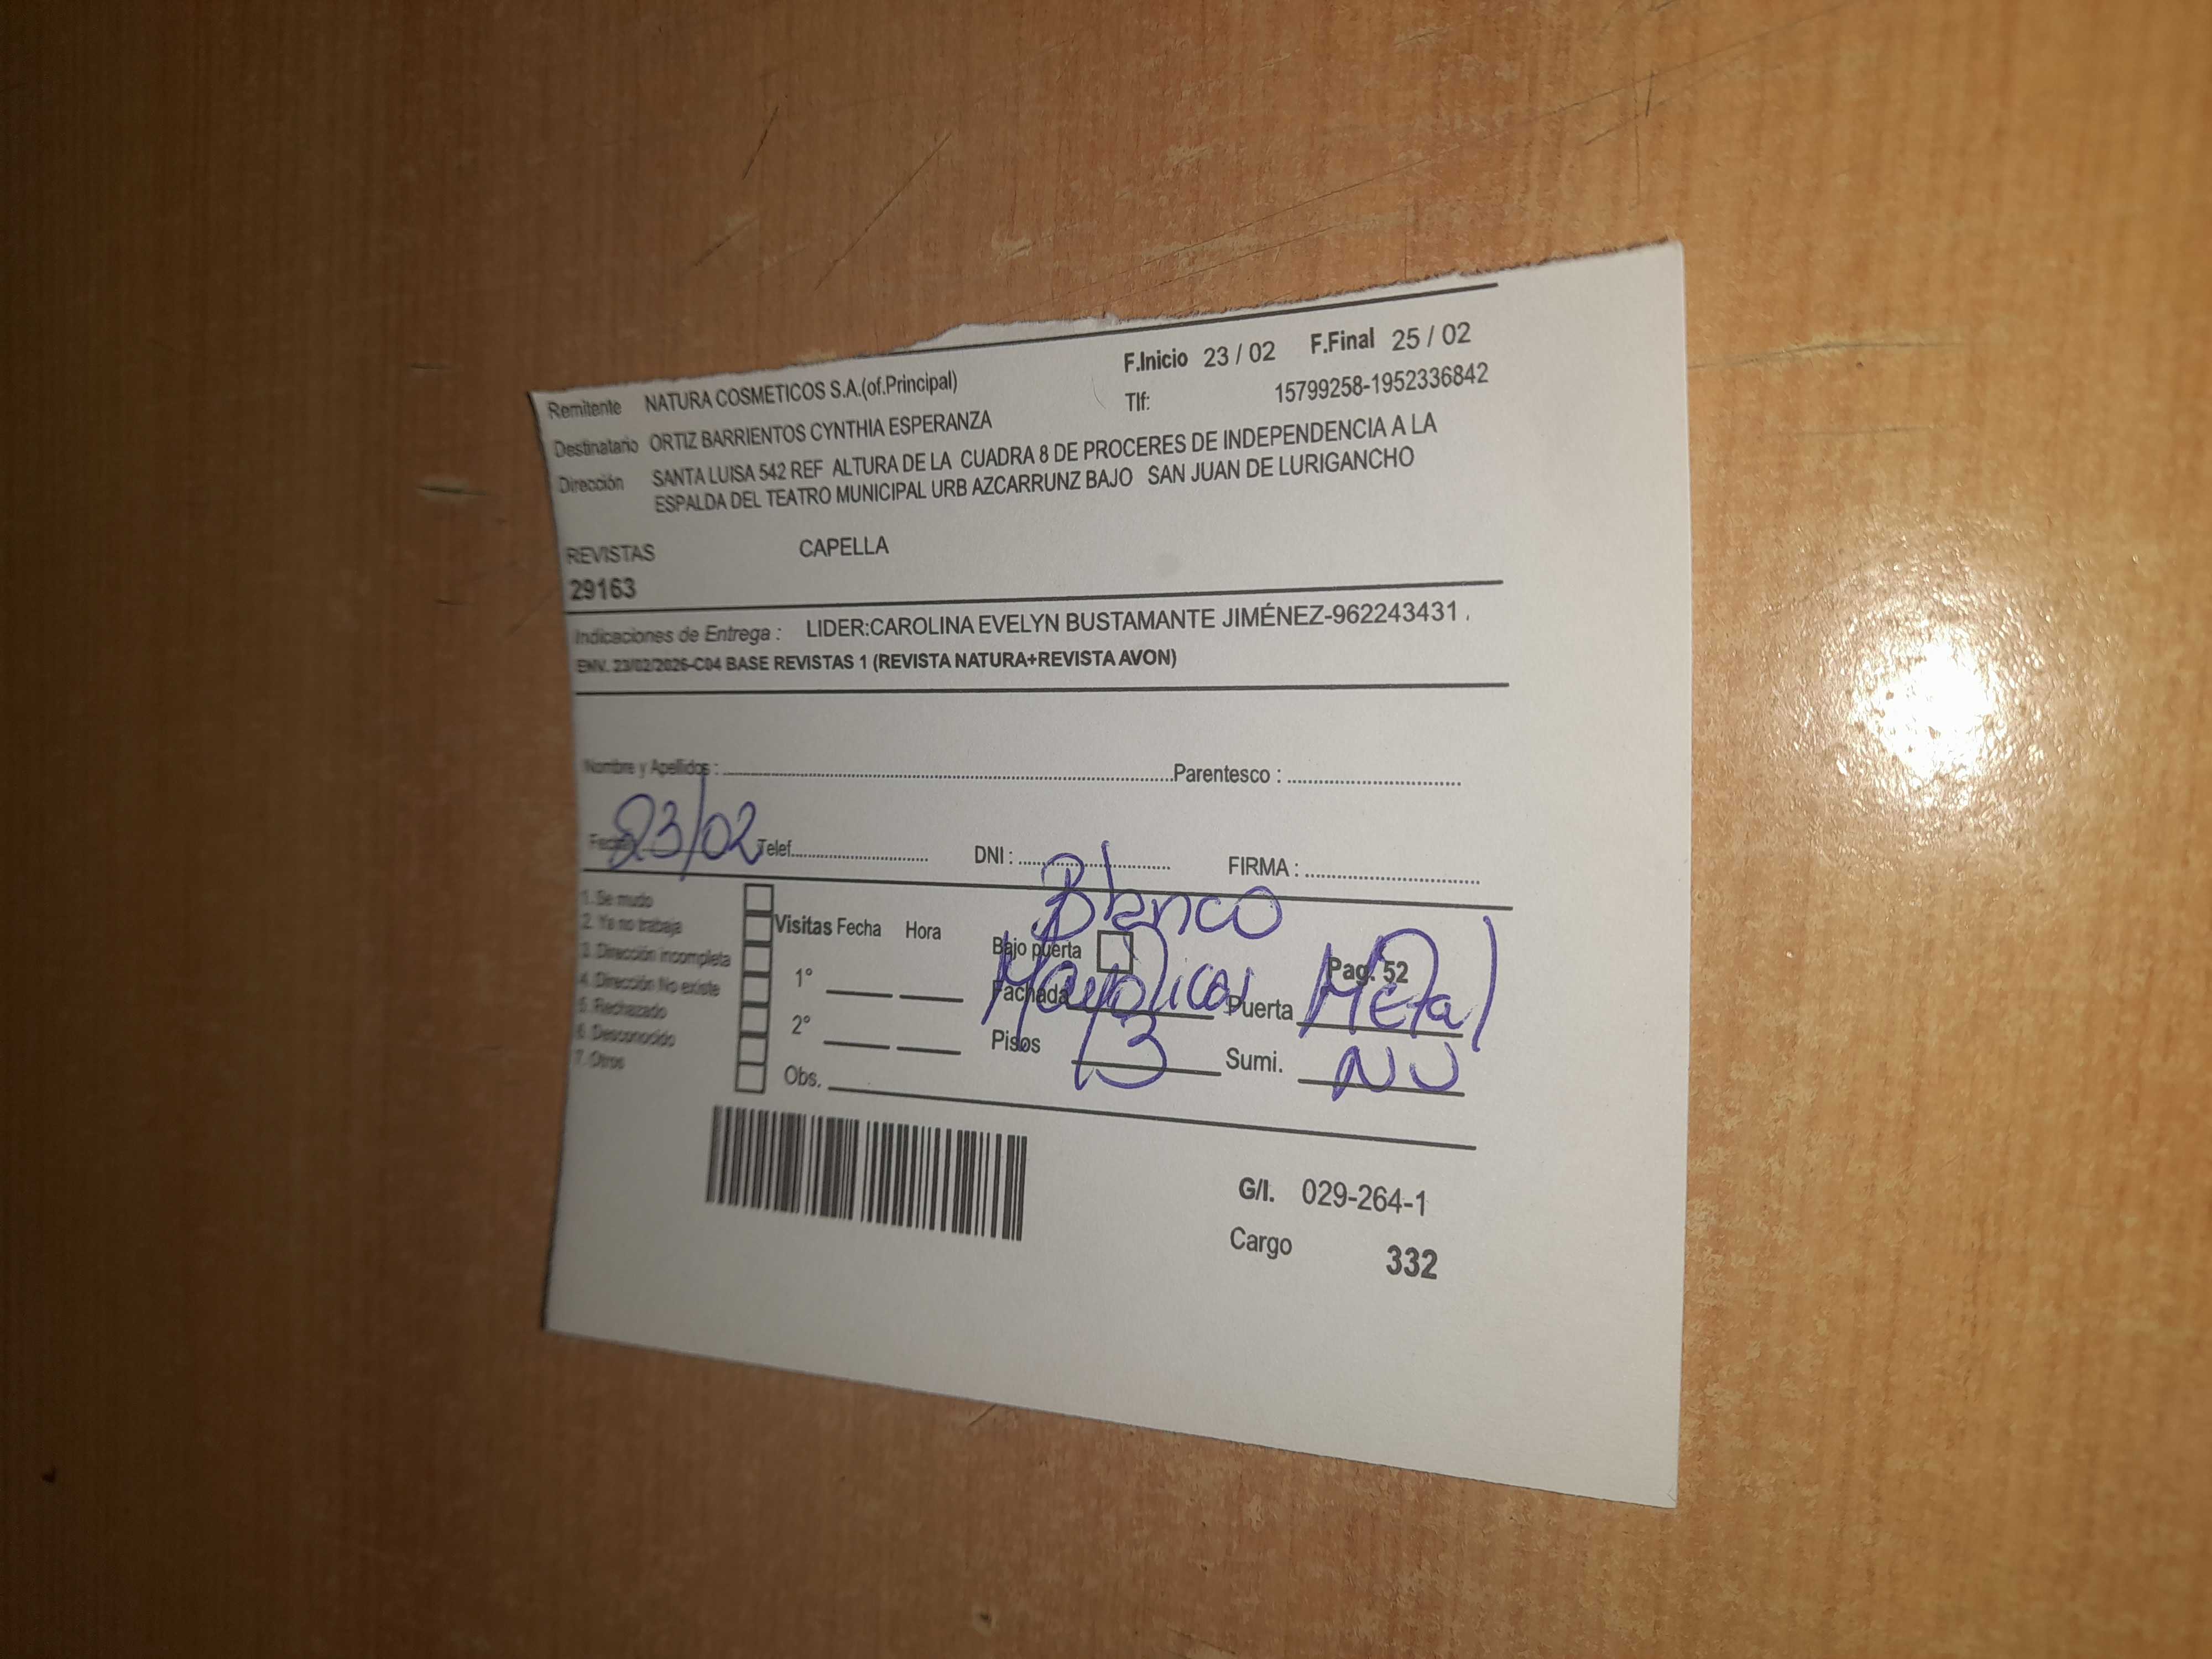 Remitente NATURA COSMETICOS S.A.(of.Principal) F.Inicio 23 / 02 F.Final 25 / 02
Destinatario ORTIZ BARRIENTOS CYNTHIA ESPERANZA Tlf: 15799258-1952336842
Dirección SANTA LUISA 542 REF ALTURA DE LA CUADRA 8 DE PROCERES DE INDEPENDENCIA A LA
ESPALDA DEL TEATRO MUNICIPAL URB AZCARRUNZ BAJO SAN JUAN DE LURIGANCHO
REVISTAS CAPELLA
29163
Indicaciones de Entrega : LIDER:CAROLINA EVELYN BUSTAMANTE JIMÉNEZ-962243431 .
ENV. 23/02/2026-C04 BASE REVISTAS 1 (REVISTA NATURA+REVISTA AVON)
Nombre y Apellidos : Parentesco :
Fecha 23/02 Telef. DNI : FIRMA :
Blanco
1. Se mudo
2. Ya no trabaja
3. Dirección incompleta
4. Dirección No existe
5. Rechazado
6. Desconocido
7. Otros
Visitas Fecha Hora
1°
2°
Obs.
Bajo puerta Pag. 52
Fachada Mayolicas Puerta Metal
Pisos 13 Sumi. NU
G/I. 029-264-1
Cargo 332